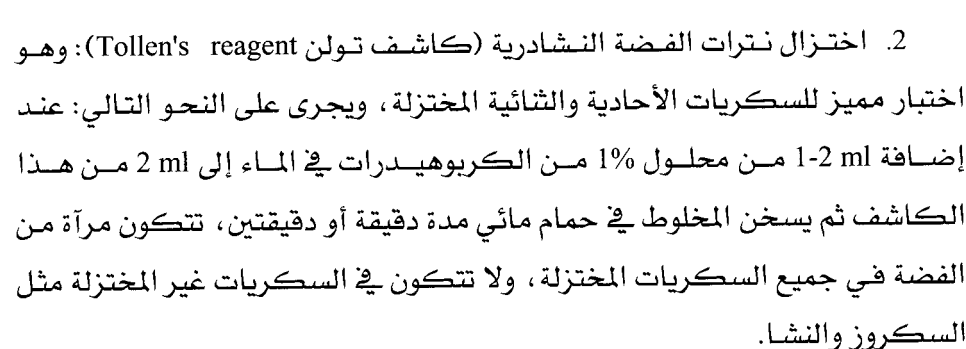 2. اختزال نترات الفضة النشادرية (كاشف تولن Tollen's reagent): وهو
اختبار مميز للسكريات الأحادية والثنائية المختزلة، ويجرى على النحو التالي: عند
إضافة 1-2 ml من محلول 1% من الكربوهيدرات في الماء إلى 2 ml من هذا
الكاشف ثم يسخن المخلوط في حمام مائي مدة دقيقة أو دقيقتين، تتكون مرآة من
الفضة في جميع السكريات المختزلة، ولا تتكون في السكريات غير المختزلة مثل
السكروز والنشا.